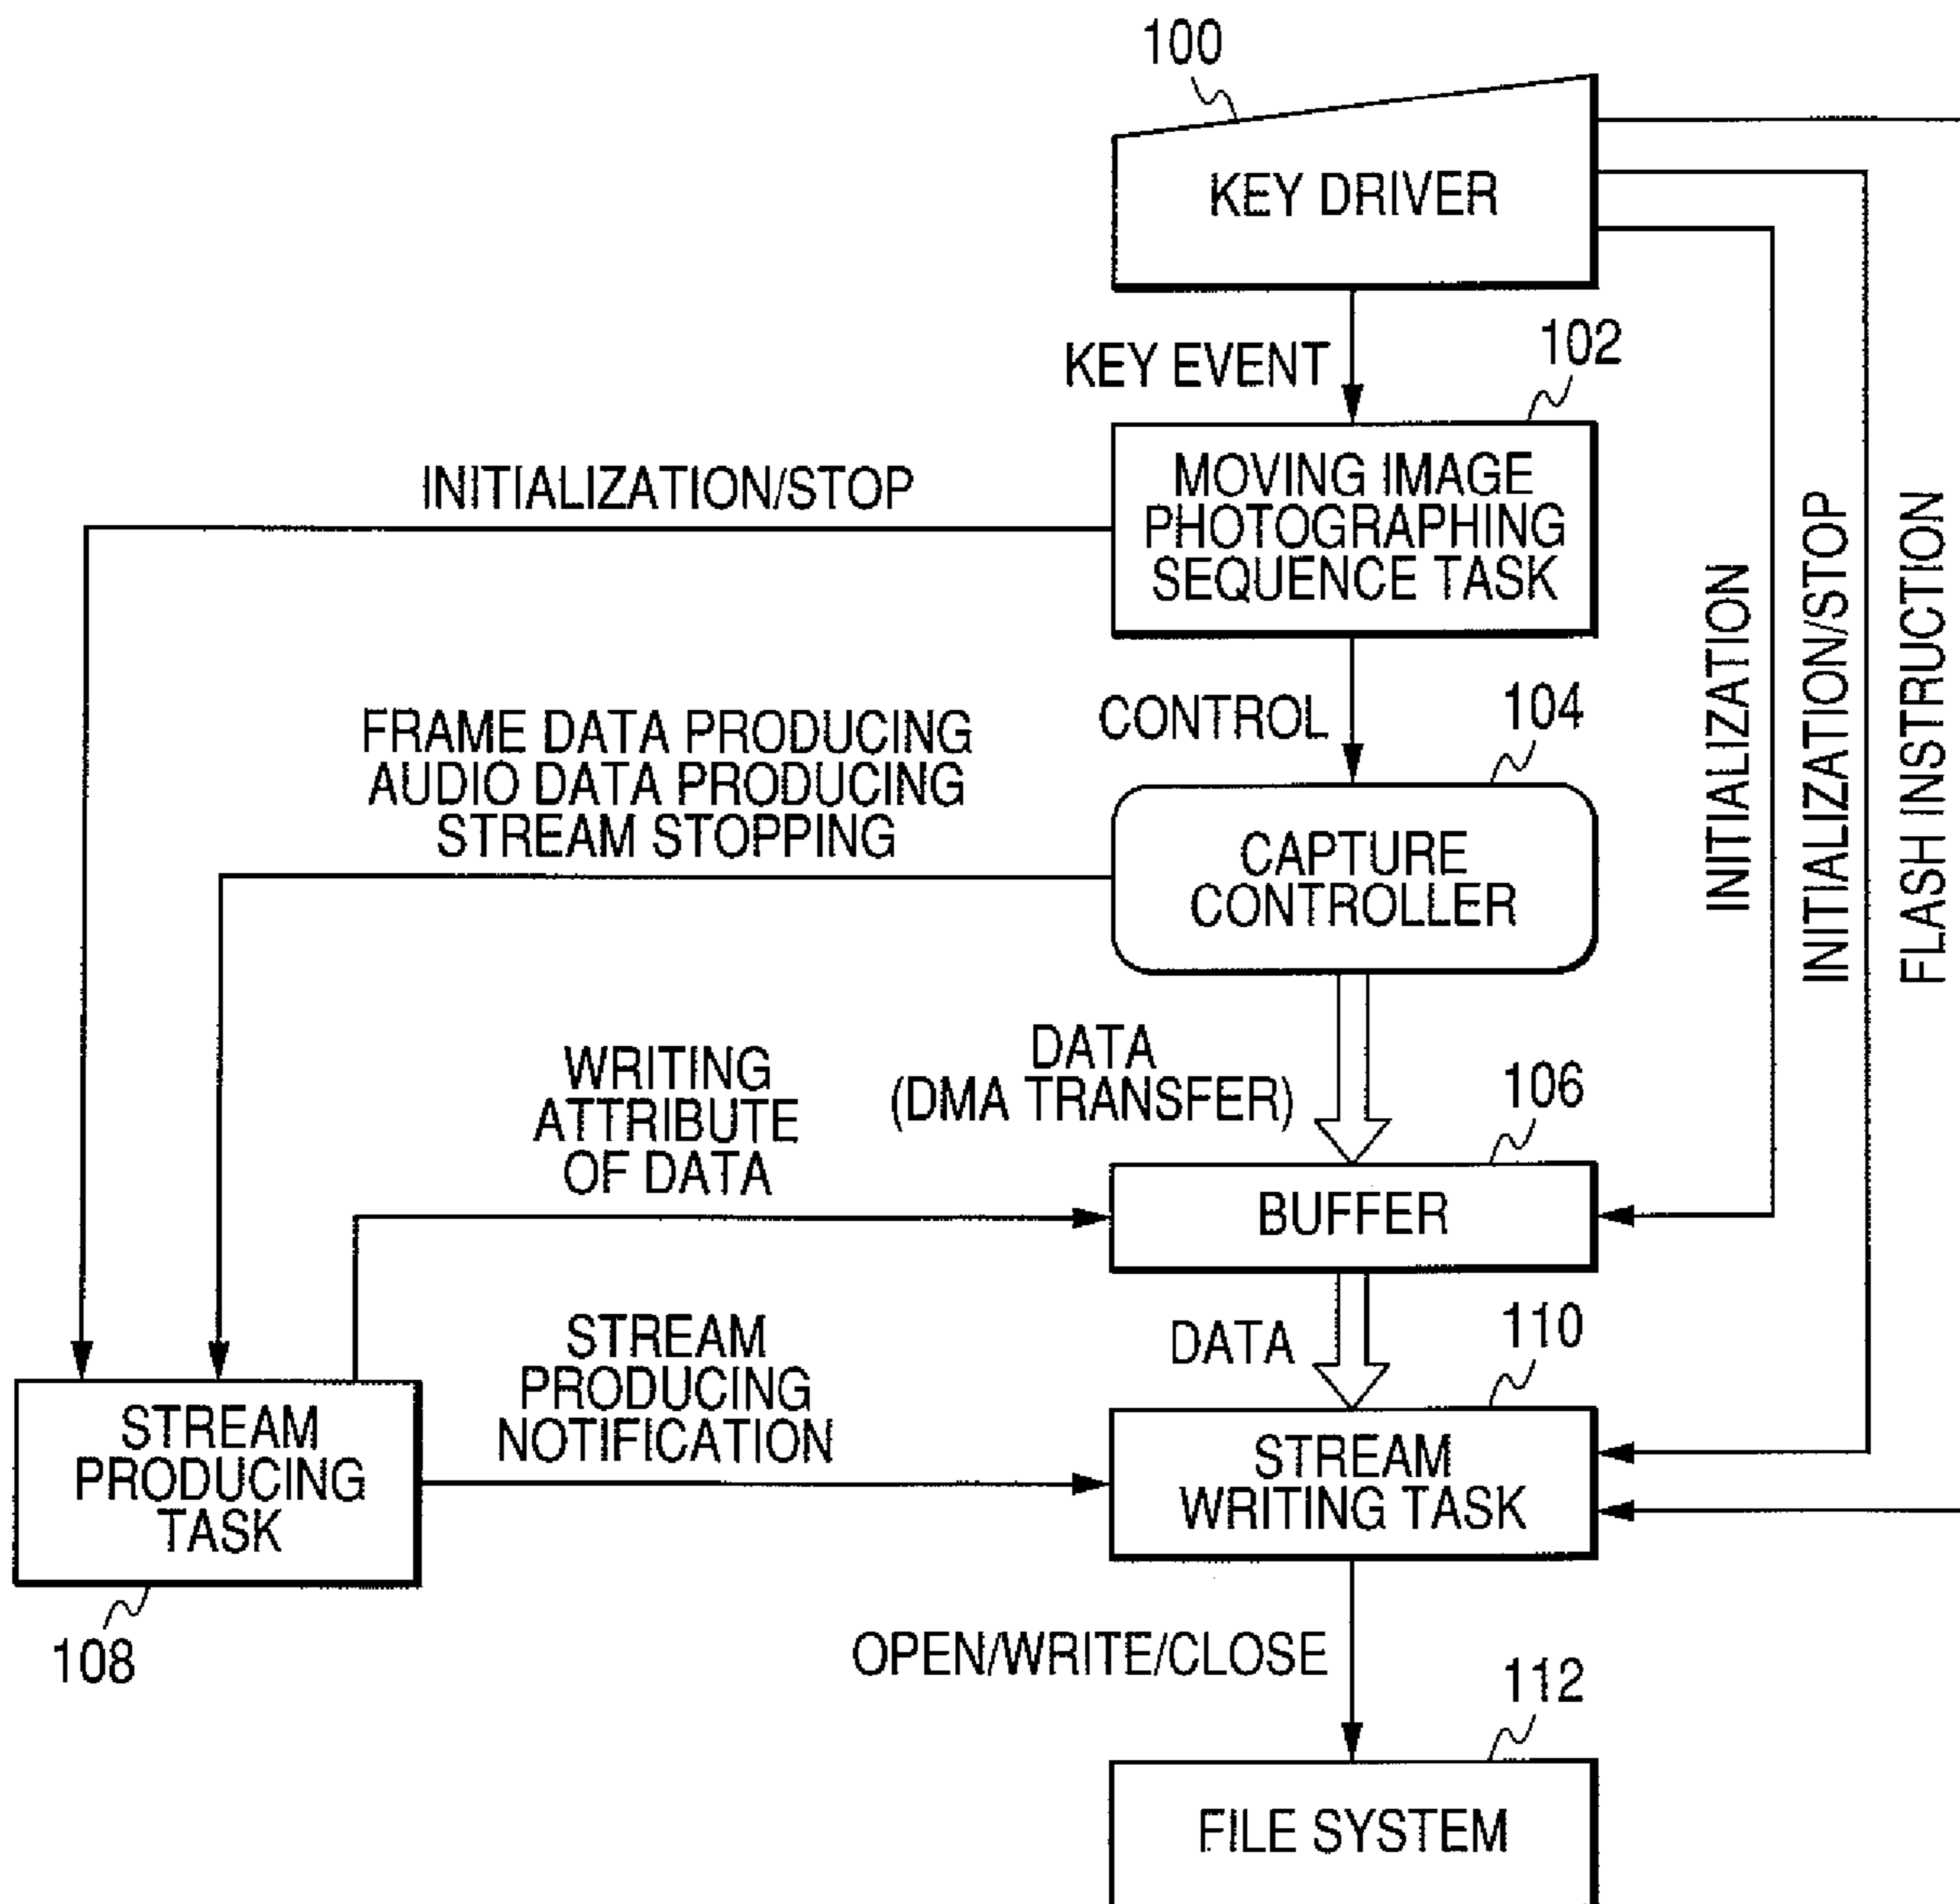 100
KEY DRIVER
KEY EVENT
102
MOVING IMAGE
PHOTOGRAPHING
SEQUENCE TASK
INITIALIZATION/STOP
INITIALIZATION
INITIALIZATION/STOP
FLASH INSTRUCTION
CONTROL
104
FRAME DATA PRODUCING
AUDIO DATA PRODUCING
STREAM STOPPING
CAPTURE
CONTROLLER
DATA
(DMA TRANSFER)
106
WRITING
ATTRIBUTE
OF DATA
BUFFER
DATA
110
STREAM
PRODUCING
NOTIFICATION
STREAM
PRODUCING
TASK
108
STREAM
WRITING TASK
OPEN/WRITE/CLOSE
112
FILE SYSTEM